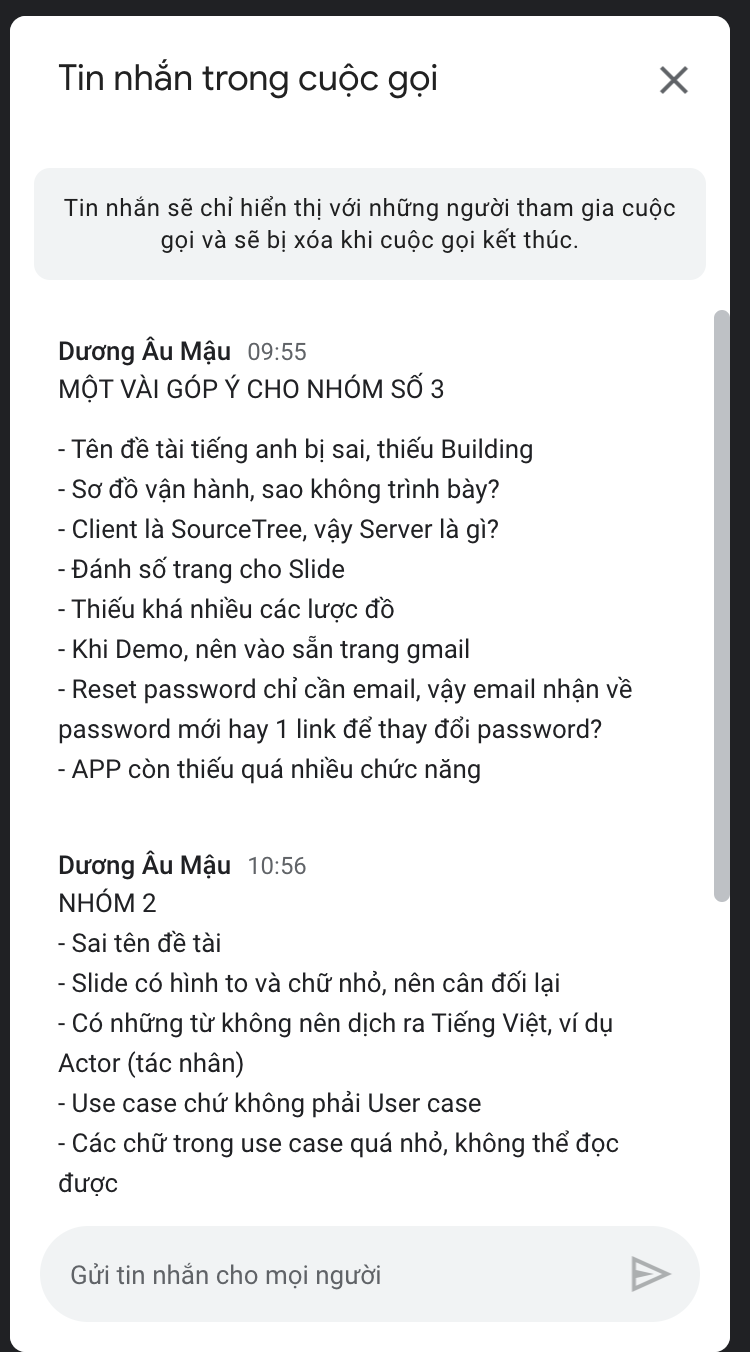 Tin nhắn trong cuộc gọi
Tin nhắn sẽ chỉ hiển thị với những người tham gia cuộc
gọi và sẽ bị xóa khi cuộc gọi kết thúc.
Dương Âu Mậu 09:55
MỘT VÀI GÓP Ý CHO NHÓM SỐ 3
- Tên đề tài tiếng anh bị sai, thiếu Building
- Sơ đồ vận hành, sao không trình bày?
- Client là SourceTree, vậy Server là gì?
- Đánh số trang cho Slide
- Thiếu khá nhiều các lược đồ
- Khi Demo, nên vào sẵn trang gmail
- Reset password chỉ cần email, vậy email nhận về
password mới hay 1 link để thay đổi password?
- APP còn thiếu quá nhiều chức năng
Dương Âu Mậu 10:56
NHÓM 2
- Sai tên đề tài
- Slide có hình to và chữ nhỏ, nên cân đối lại
- Có những từ không nên dịch ra Tiếng Việt, ví dụ
Actor (tác nhân)
- Use case chứ không phải User case
- Các chữ trong use case quá nhỏ, không thể đọc
được
Gửi tin nhắn cho mọi người